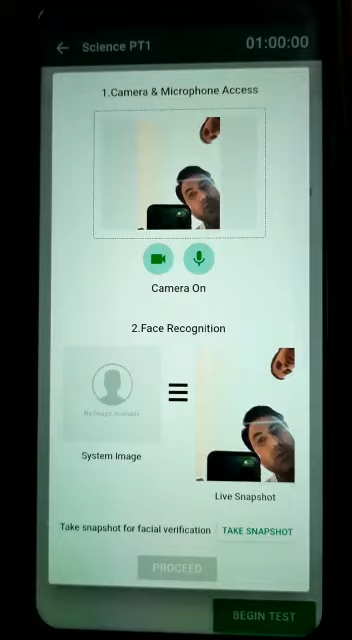 Science PT1
01:00:00
1.Camera & Microphone Access
Camera On
2.Face Recognition
No Image Available
System Image
Live Snapshot
Take snapshot for facial verification
TAKE SNAPSHOT
PROCEED
BEGIN TEST